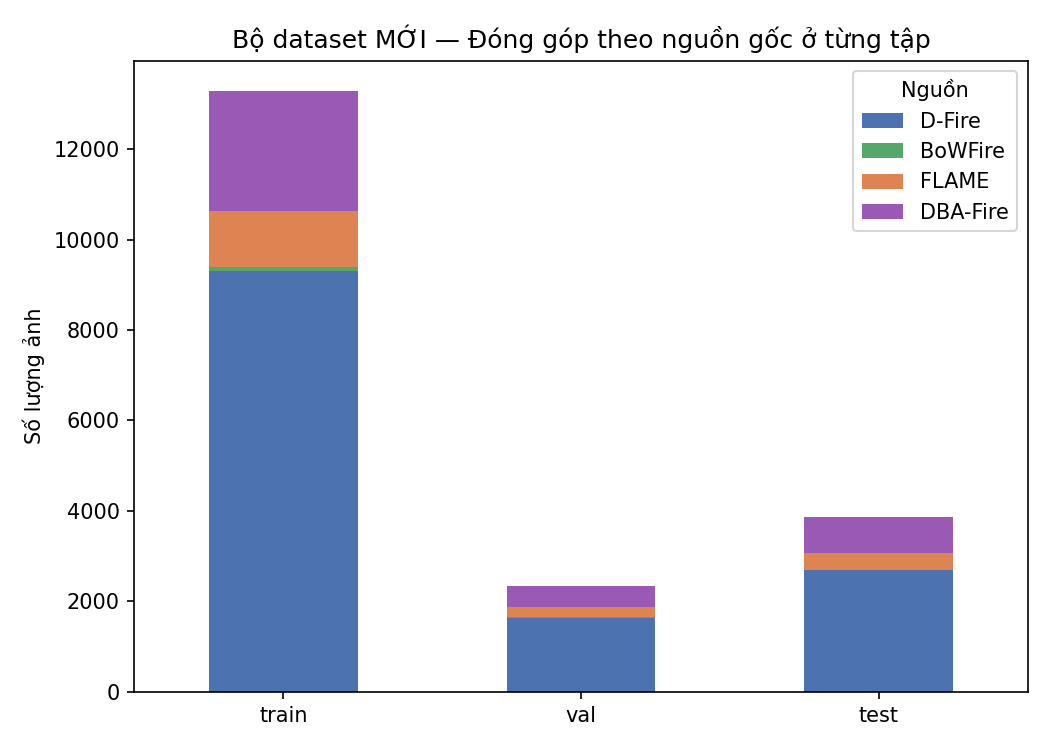 Bộ dataset MỚI — Đóng góp theo nguồn gốc ở từng tập
Nguồn
D-Fire
BoWFire
FLAME
DBA-Fire
Số lượng ảnh
12000
10000
8000
6000
4000
2000
0
train
val
test